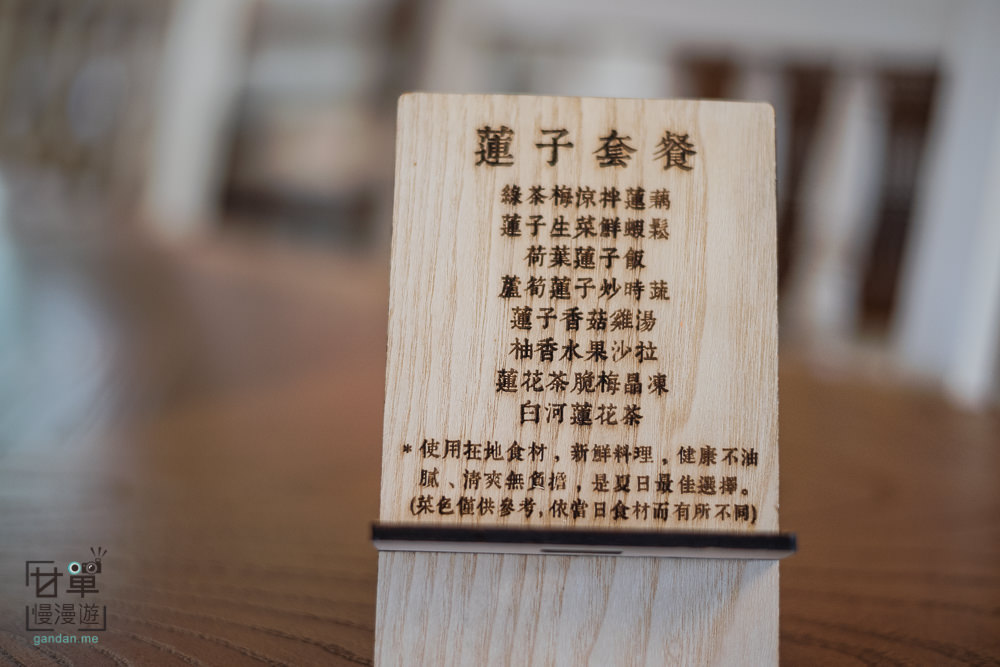 蓮子套餐
綠茶梅涼拌蓮藕
蓮子生菜鮮蝦鬆
荷葉蓮子飯
蘆筍蓮子炒時蔬
蓮子香菇雞湯
柚香水果沙拉
蓮花茶脆梅晶凍
白河蓮花茶
*使用在地食材，新鮮料理，健康不油
膩、清爽無負擔，是夏日最佳選擇。
(菜色僅供參考，依當日食材而有所不同)
甘單
慢漫遊
gandan.me